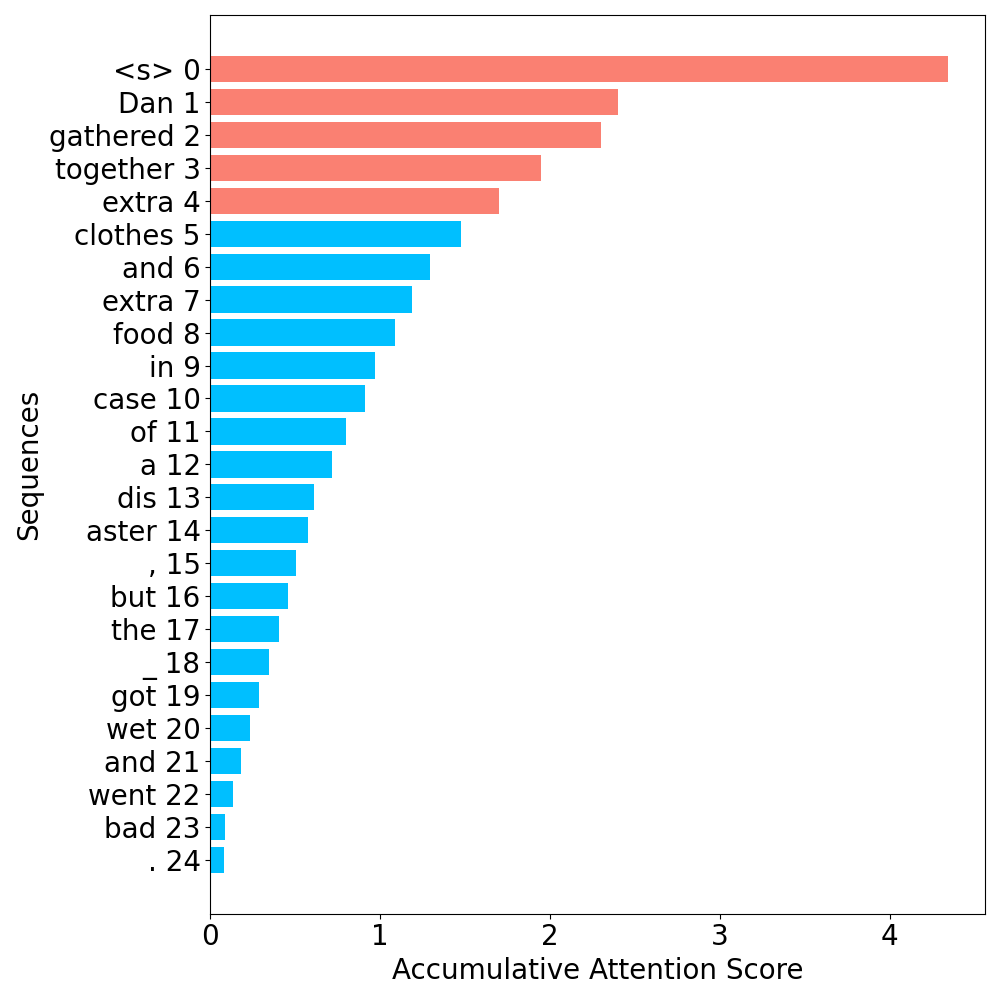 <s> 0
Dan 1
gathered 2
together 3
extra 4
clothes 5
and 6
extra 7
food 8
in 9
case 10
of 11
a 12
dis 13
aster 14
, 15
but 16
the 17
_ 18
got 19
wet 20
and 21
went 22
bad 23
. 24
Sequences
0 1 2 3 4
Accumulative Attention Score